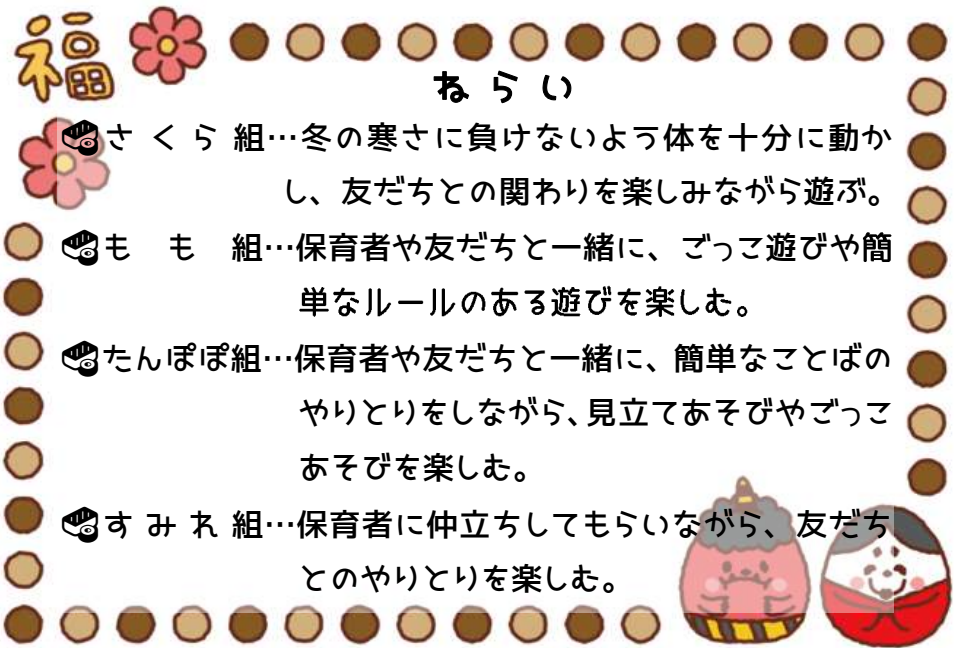 福
ねらい
🍱さくら組…冬の寒さに負けないよう体を十分に動か
し、友だちとの関わりを楽しみながら遊ぶ。
🍱もも組…保育者や友だちと一緒に、ごっこ遊びや簡
単なルールのある遊びを楽しむ。
🍱たんぽぽ組…保育者や友だちと一緒に、簡単なことばの
やりとりをしながら、見立てあそびやごっこ
あそびを楽しむ。
🍱すみれ組…保育者に仲立ちしてもらいながら、友だち
とのやりとりを楽しむ。